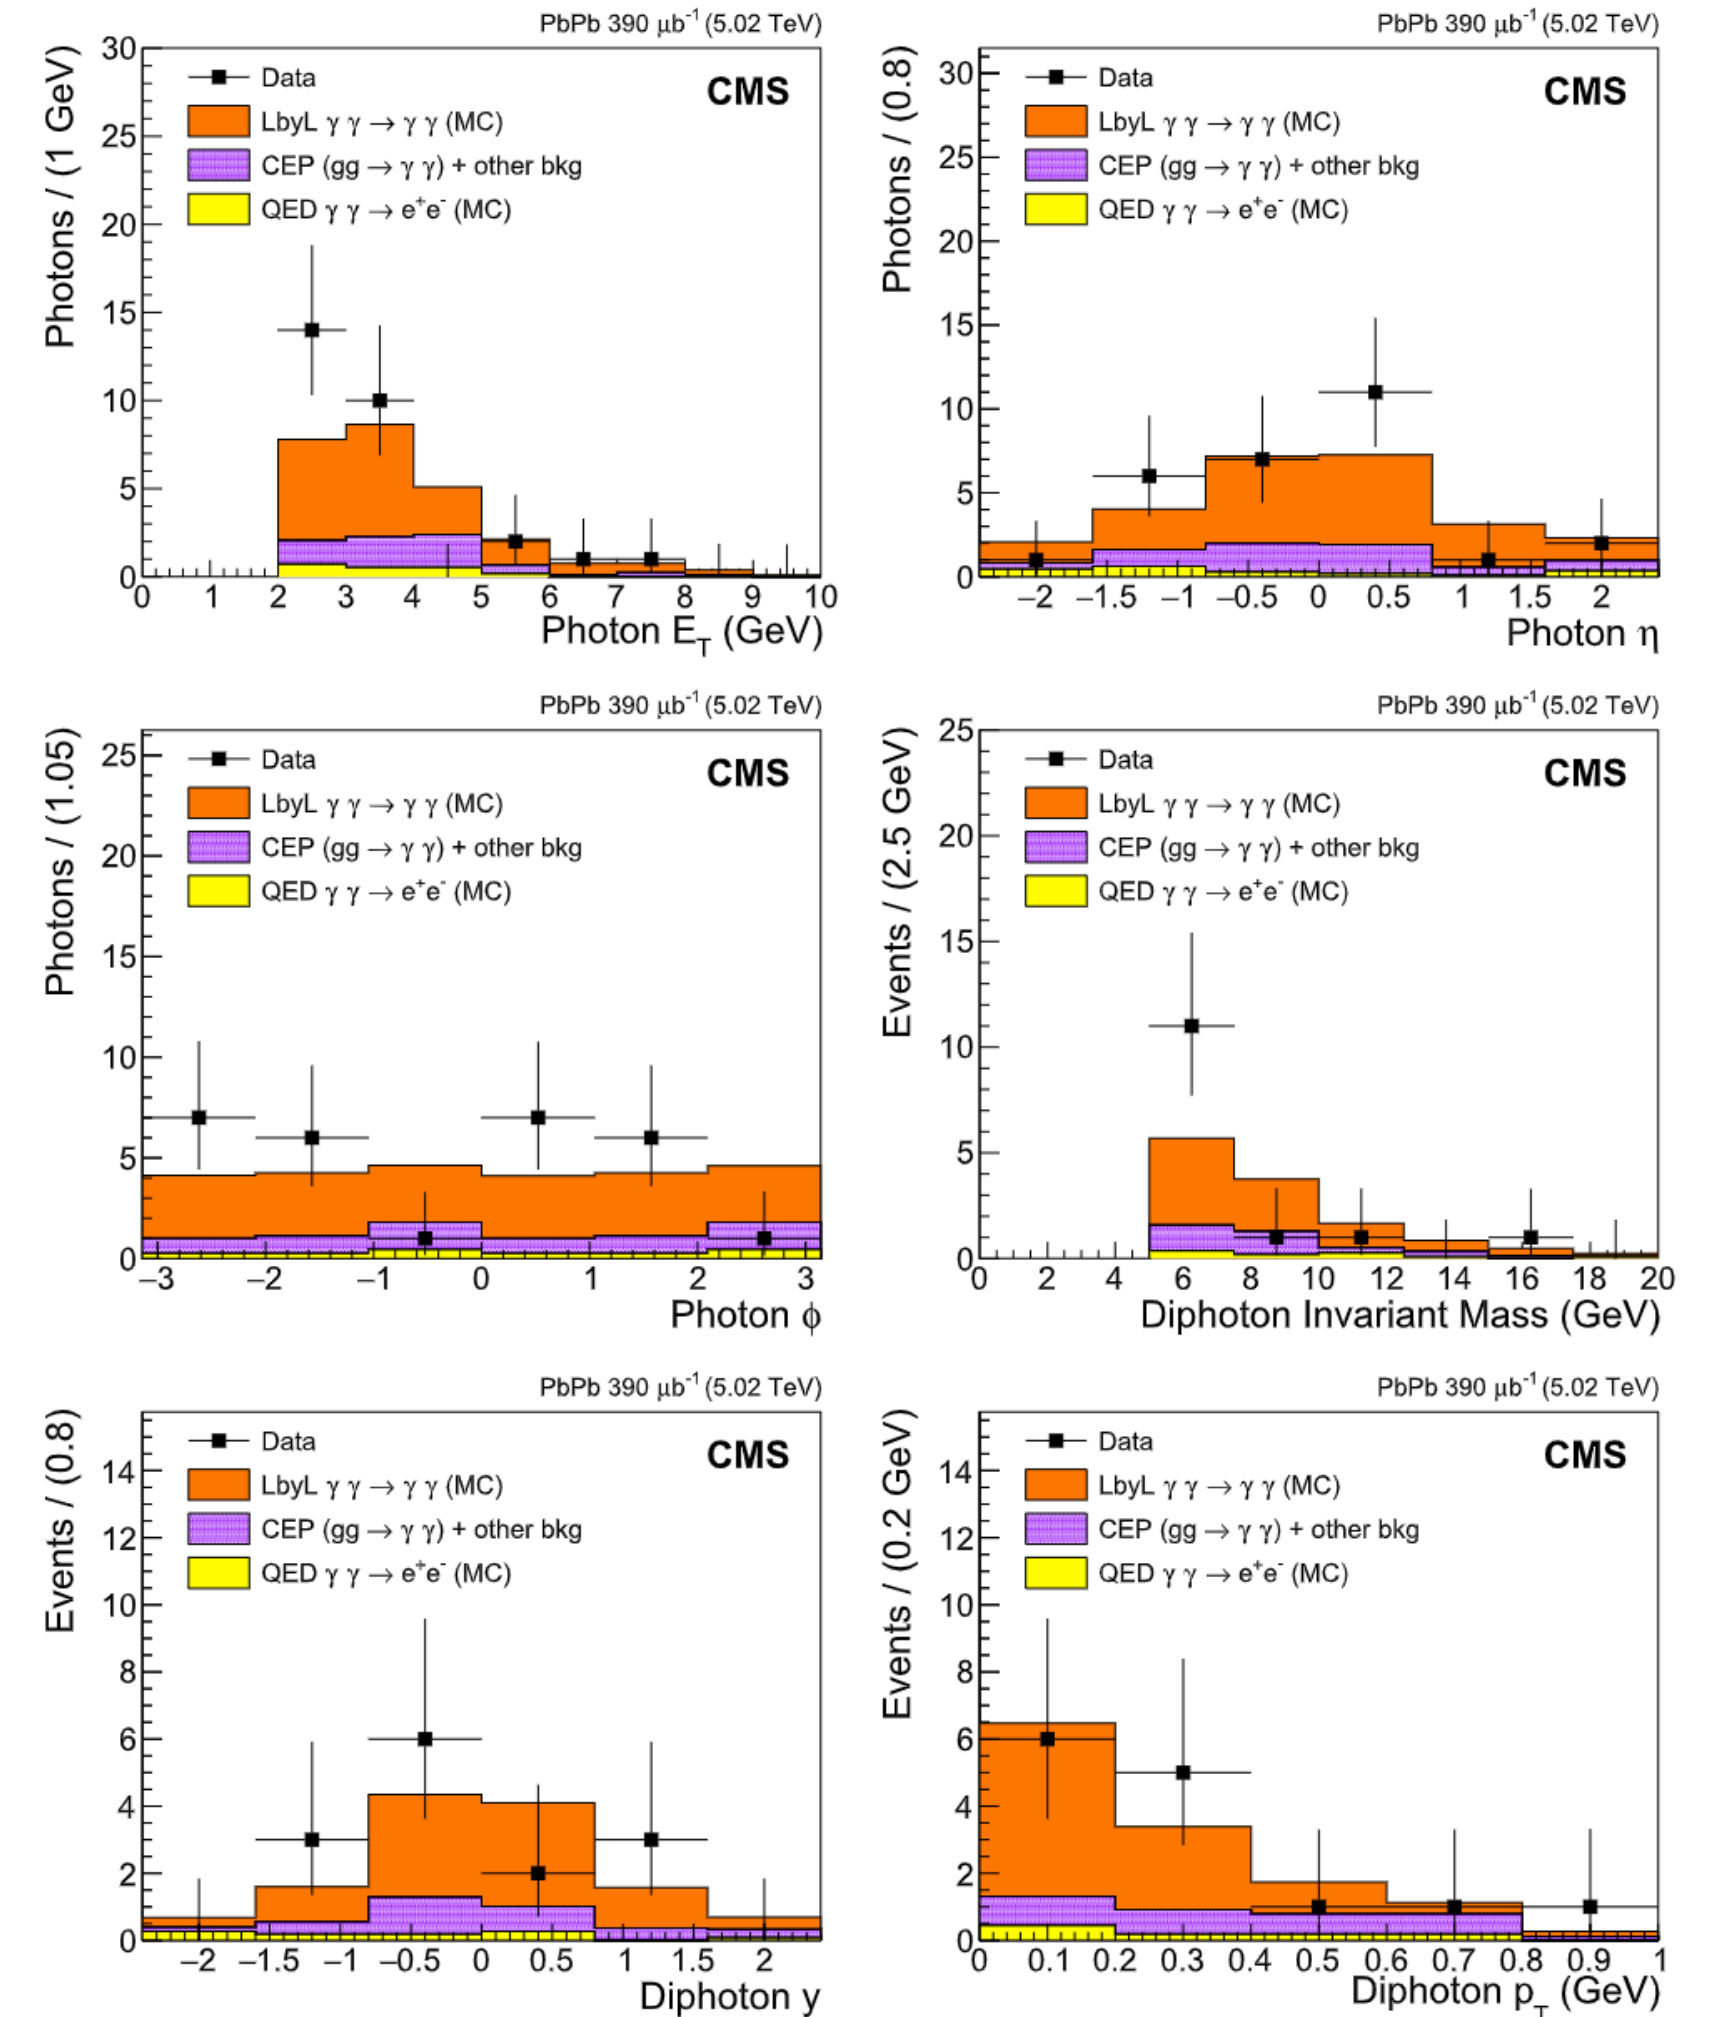 PbPb 390 μb⁻¹ (5.02 TeV)
Photons / (1 GeV)
30
25
20
15
10
5
0
Data
LbyL γ γ → γ γ (MC)
CEP (gg → γ γ) + other bkg
QED γ γ → e⁺e⁻ (MC)
CMS
0 1 2 3 4 5 6 7 8 9 10
Photon E_T (GeV)
PbPb 390 μb⁻¹ (5.02 TeV)
Photons / (0.8)
30
25
20
15
10
5
0
Data
LbyL γ γ → γ γ (MC)
CEP (gg → γ γ) + other bkg
QED γ γ → e⁺e⁻ (MC)
CMS
−2 −1.5 −1 −0.5 0 0.5 1 1.5 2
Photon η
PbPb 390 μb⁻¹ (5.02 TeV)
Photons / (1.05)
25
20
15
10
5
0
Data
LbyL γ γ → γ γ (MC)
CEP (gg → γ γ) + other bkg
QED γ γ → e⁺e⁻ (MC)
CMS
−3 −2 −1 0 1 2 3
Photon ϕ
PbPb 390 μb⁻¹ (5.02 TeV)
Events / (2.5 GeV)
25
20
15
10
5
0
Data
LbyL γ γ → γ γ (MC)
CEP (gg → γ γ) + other bkg
QED γ γ → e⁺e⁻ (MC)
CMS
0 2 4 6 8 10 12 14 16 18 20
Diphoton Invariant Mass (GeV)
PbPb 390 μb⁻¹ (5.02 TeV)
Events / (0.8)
14
12
10
8
6
4
2
0
Data
LbyL γ γ → γ γ (MC)
CEP (gg → γ γ) + other bkg
QED γ γ → e⁺e⁻ (MC)
CMS
−2 −1.5 −1 −0.5 0 0.5 1 1.5 2
Diphoton y
PbPb 390 μb⁻¹ (5.02 TeV)
Events / (0.2 GeV)
14
12
10
8
6
4
2
0
Data
LbyL γ γ → γ γ (MC)
CEP (gg → γ γ) + other bkg
QED γ γ → e⁺e⁻ (MC)
CMS
0 0.1 0.2 0.3 0.4 0.5 0.6 0.7 0.8 0.9 1
Diphoton p_T (GeV)